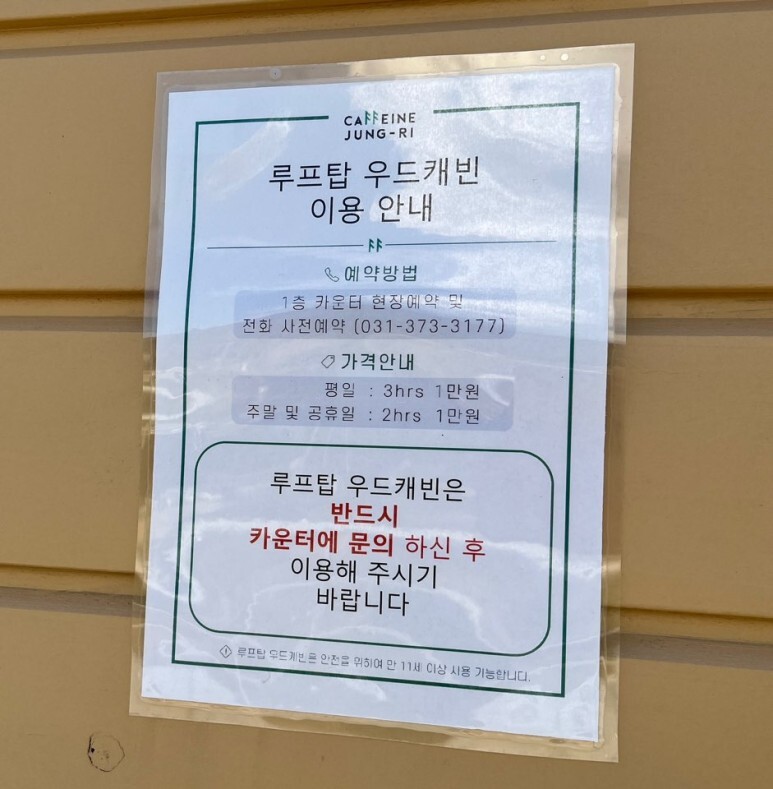 CAFFEINE
JUNG-RI
루프탑 우드캐빈
이용 안내
예약방법
1층 카운터 현장예약 및
전화 사전예약 (031-373-3177)
가격안내
평일 : 3hrs 1만원
주말 및 공휴일 : 2hrs 1만원
루프탑 우드캐빈은
반드시
카운터에 문의 하신 후
이용해 주시기
바랍니다
루프탑 우드캐빈은 안전을 위하여 만 11세 이상 사용 가능합니다.